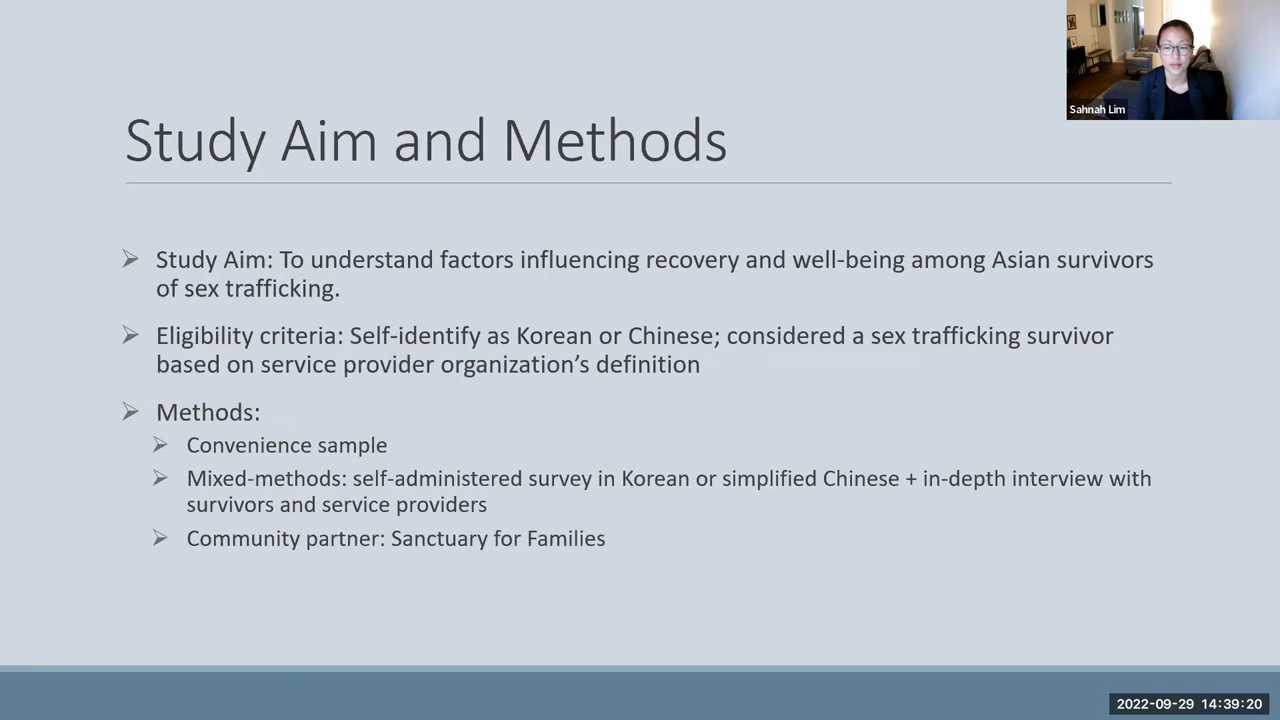 Sahnah Lim
Study Aim and Methods
Study Aim: To understand factors influencing recovery and well-being among Asian survivors
of sex trafficking.
Eligibility criteria: Self-identify as Korean or Chinese; considered a sex trafficking survivor
based on service provider organization’s definition
Methods:
Convenience sample
Mixed-methods: self-administered survey in Korean or simplified Chinese + in-depth interview with
survivors and service providers
Community partner: Sanctuary for Families
2022-09-29 14:39:20